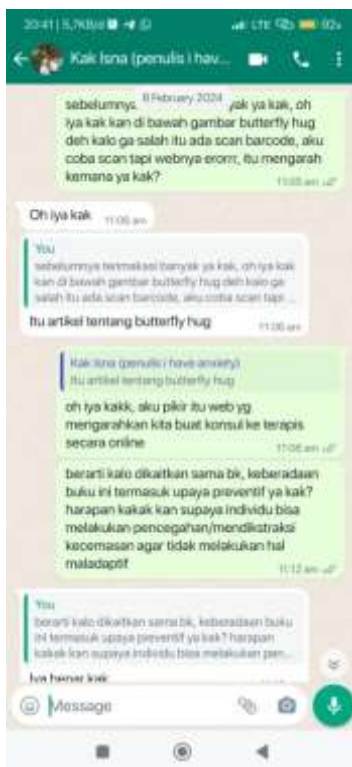 20:41 | 5,7KB/d
LTE
92%
Kak Isna (penulis i hav...
8 February 2024
sebelumnya. yak ya kak, oh
iya kak kan di bawah gambar butterfly hug
deh kalo ga salah itu ada scan barcode, aku
coba scan tapi webnya erorrr, itu mengarah
kemana ya kak?
11:05 am
Oh iya kak
11:06 am
You
sebelumnya termakasi banyak ya kak, oh iya kak
kan di bawah gambar butterfly hug deh kalo ga
salah itu ada scan barcode, aku coba scan tapi ...
Itu artikel tentang butterfly hug
11:06 am
Kak Isna (penulis i have anxiety)
Itu artikel tentang butterfly hug
oh iya kakk, aku pikir itu web yg
mengarahkan kita buat konsul ke terapis
secara online
11:08 am
berarti kalo dikaitkan sama bk, keberadaan
buku ini termasuk upaya preventif ya kak?
harapan kakak kan supaya individu bisa
melakukan pencegahan/mendikstraksi
kecemasan agar tidak melakukan hal
maladaptif
11:12 am
You
berarti kalo dikaitkan sama bk, keberadaan buku
ini termasuk upaya preventif ya kak? harapan
kakak kan supaya individu bisa melakukan pen...
Iya benar kak
Message